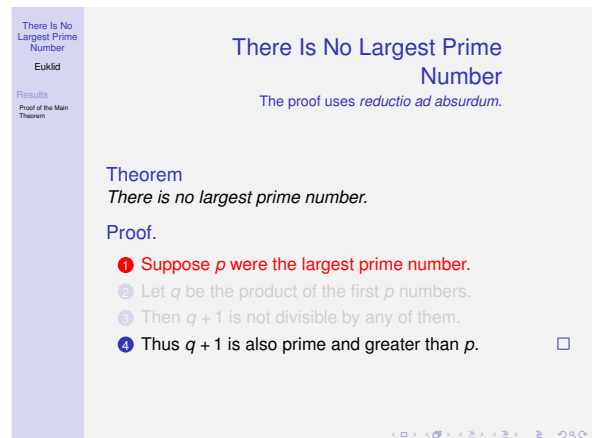 There Is No
Largest Prime
Number
Euklid
Results
Proof of the Main
Theorem
There Is No Largest Prime
Number
The proof uses reductio ad absurdum.
Theorem
There is no largest prime number.
Proof.
1 Suppose p were the largest prime number.
2 Let q be the product of the first p numbers.
3 Then q + 1 is not divisible by any of them.
4 Thus q + 1 is also prime and greater than p. □